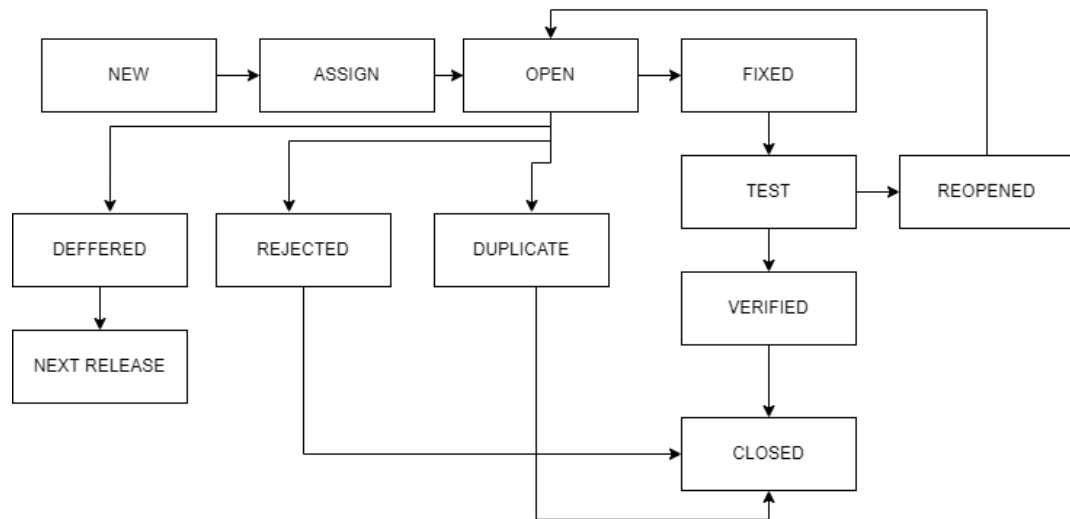 NEW
ASSIGN
OPEN
FIXED
TEST
REOPENED
DEFFERED
REJECTED
DUPLICATE
VERIFIED
NEXT RELEASE
CLOSED